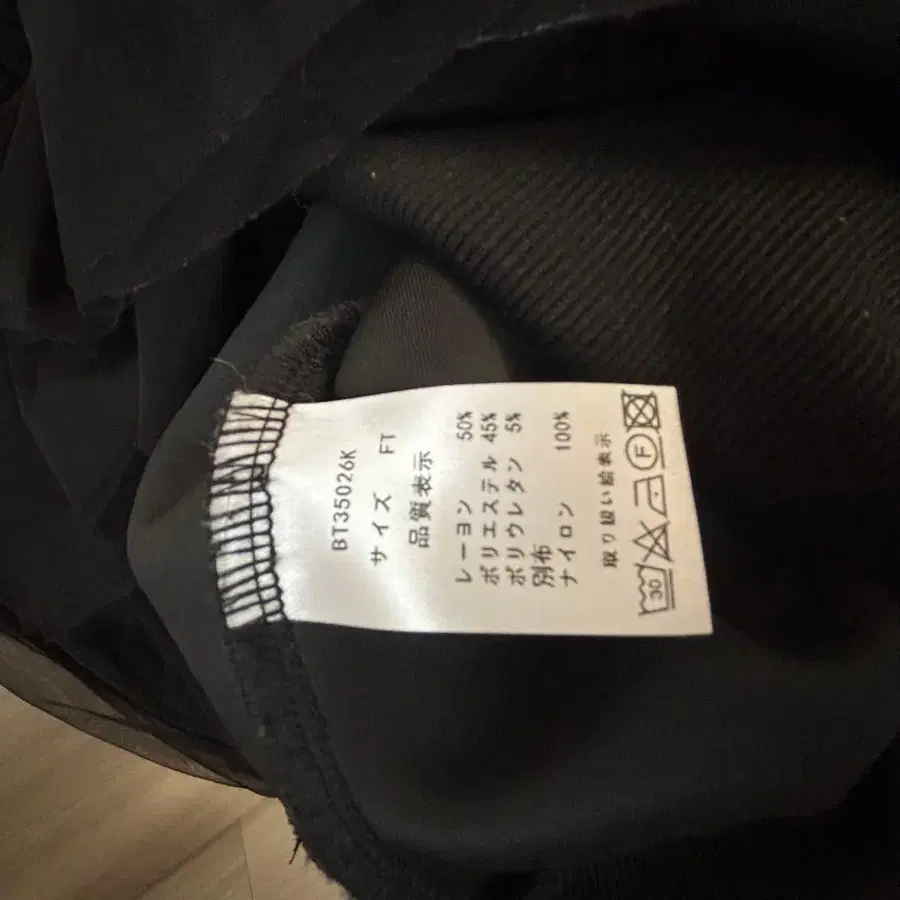 BT35026K
サイズ FT
品質表示
レーヨン 50%
ポリエステル 45%
ポリウレタン 5%
別布
ナイロン 100%
取り扱い絵表示
30 F